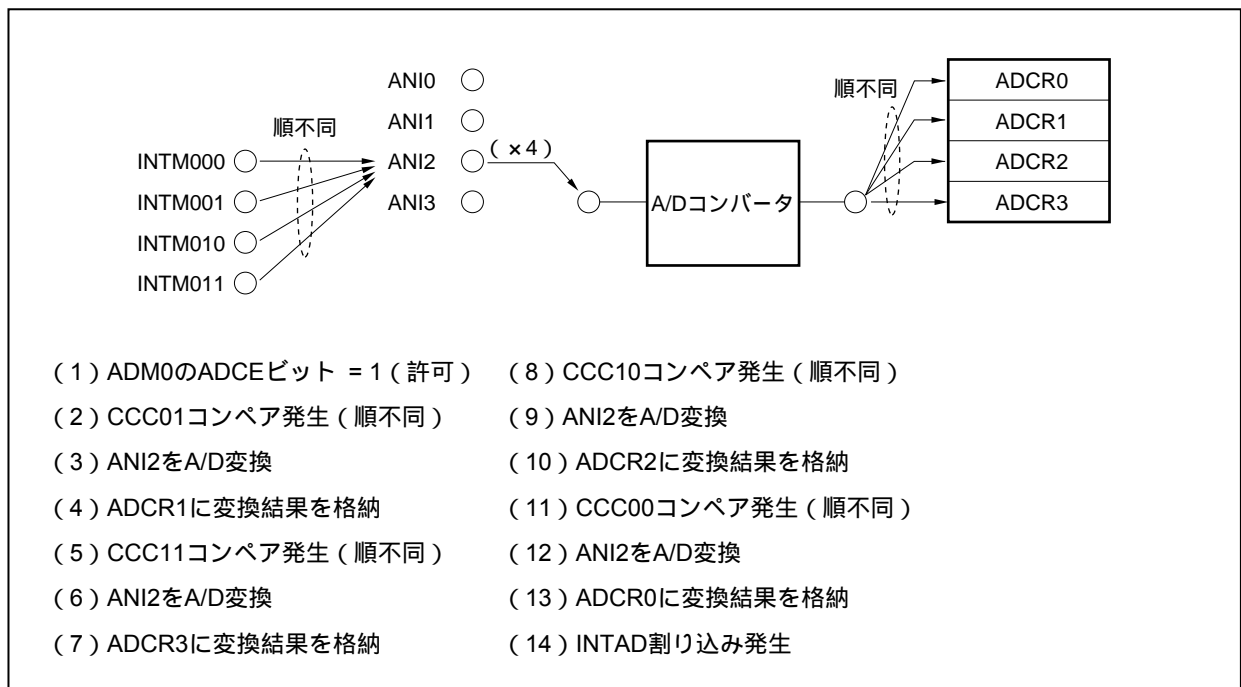 順不同
INTM000
INTM001
INTM010
INTM011
ANI0
ANI1
ANI2
ANI3
(×4)
A/Dコンバータ
順不同
ADCR0
ADCR1
ADCR2
ADCR3
(1)ADM0のADCEビット = 1(許可)
(2)CCC01コンペア発生(順不同)
(3)ANI2をA/D変換
(4)ADCR1に変換結果を格納
(5)CCC11コンペア発生(順不同)
(6)ANI2をA/D変換
(7)ADCR3に変換結果を格納
(8)CCC10コンペア発生(順不同)
(9)ANI2をA/D変換
(10)ADCR2に変換結果を格納
(11)CCC00コンペア発生(順不同)
(12)ANI2をA/D変換
(13)ADCR0に変換結果を格納
(14)INTAD割り込み発生